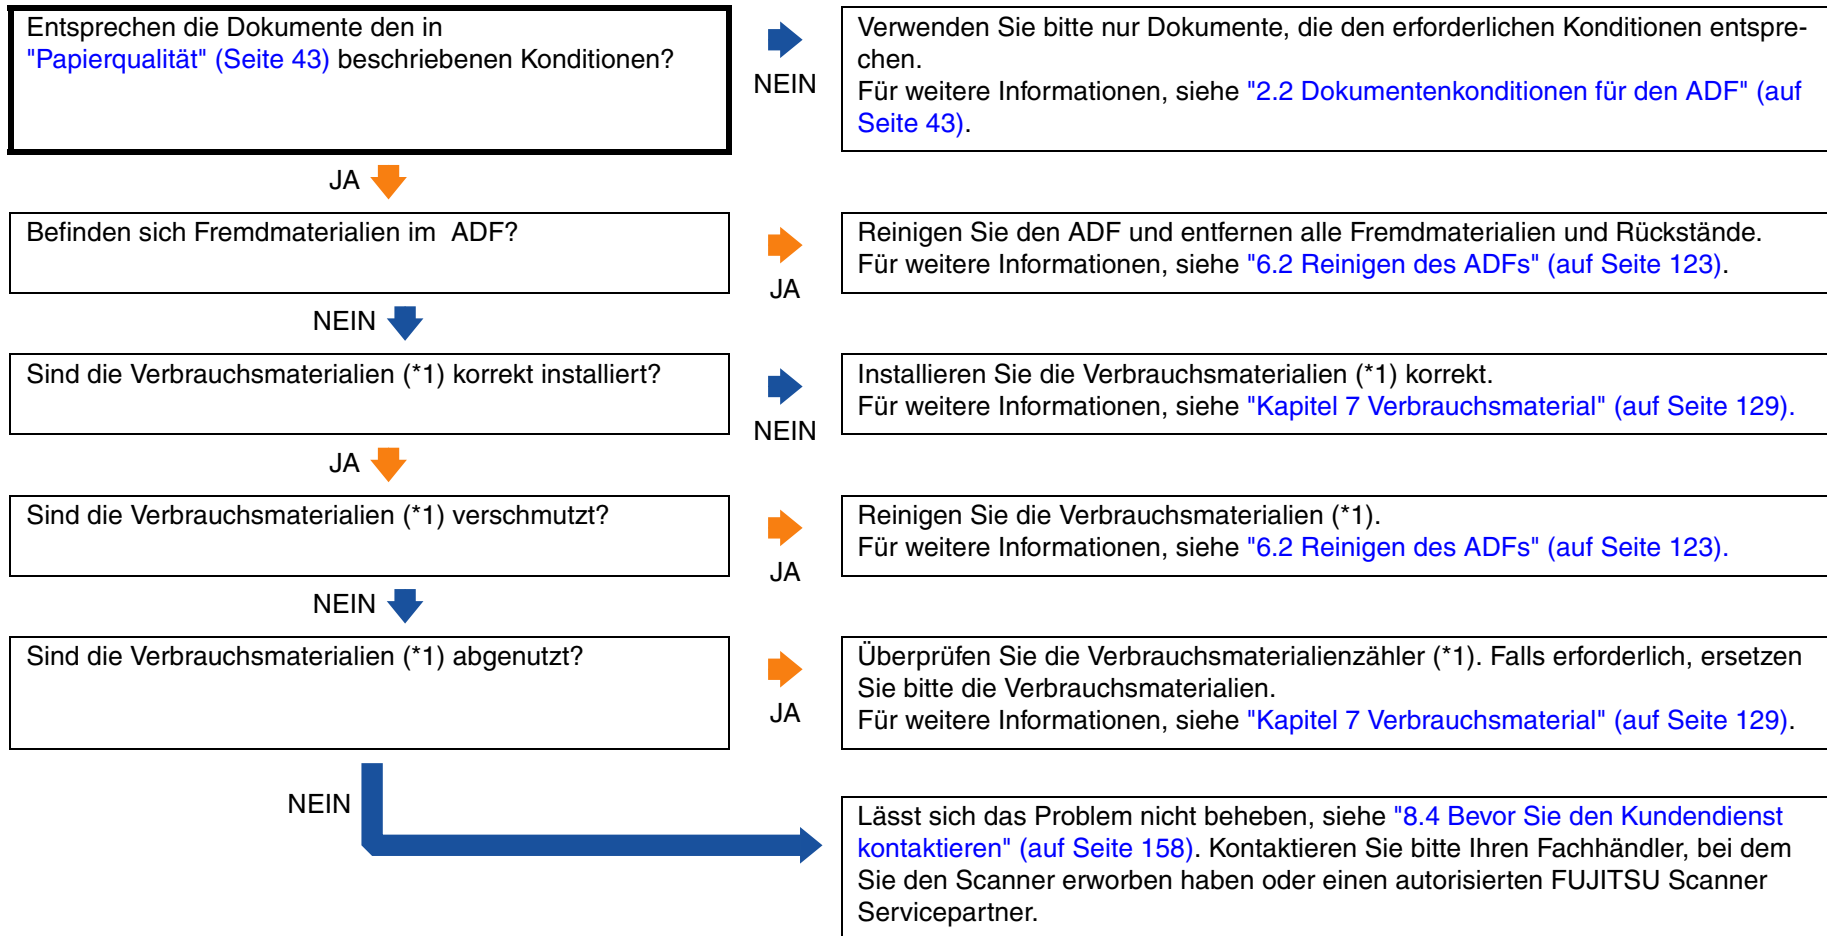 Entsprechen die Dokumente den in
"Papierqualität" (Seite 43) beschriebenen Konditionen?
NEIN
Verwenden Sie bitte nur Dokumente, die den erforderlichen Konditionen entspre-
chen.
Für weitere Informationen, siehe "2.2 Dokumentenkonditionen für den ADF" (auf
Seite 43).
JA
Befinden sich Fremdmaterialien im ADF?
JA
Reinigen Sie den ADF und entfernen alle Fremdmaterialien und Rückstände.
Für weitere Informationen, siehe "6.2 Reinigen des ADFs" (auf Seite 123).
NEIN
Sind die Verbrauchsmaterialien (*1) korrekt installiert?
NEIN
Installieren Sie die Verbrauchsmaterialien (*1) korrekt.
Für weitere Informationen, siehe "Kapitel 7 Verbrauchsmaterial" (auf Seite 129).
JA
Sind die Verbrauchsmaterialien (*1) verschmutzt?
JA
Reinigen Sie die Verbrauchsmaterialien (*1).
Für weitere Informationen, siehe "6.2 Reinigen des ADFs" (auf Seite 123).
NEIN
Sind die Verbrauchsmaterialien (*1) abgenutzt?
JA
Überprüfen Sie die Verbrauchsmaterialienzähler (*1). Falls erforderlich, ersetzen
Sie bitte die Verbrauchsmaterialien.
Für weitere Informationen, siehe "Kapitel 7 Verbrauchsmaterial" (auf Seite 129).
NEIN
Lässt sich das Problem nicht beheben, siehe "8.4 Bevor Sie den Kundendienst
kontaktieren" (auf Seite 158). Kontaktieren Sie bitte Ihren Fachhändler, bei dem
Sie den Scanner erworben haben oder einen autorisierten FUJITSU Scanner
Servicepartner.